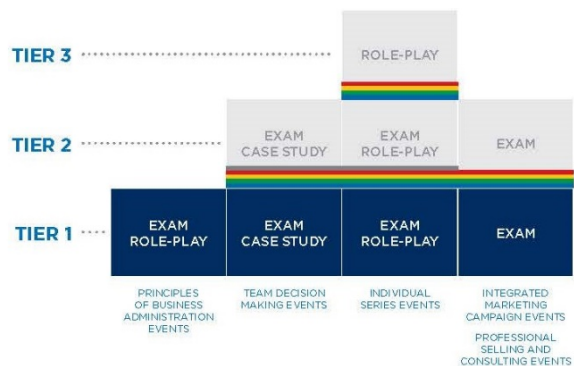 TIER 3
ROLE-PLAY
TIER 2
EXAM
CASE STUDY
EXAM
ROLE-PLAY
EXAM
TIER 1
EXAM
ROLE-PLAY
EXAM
CASE STUDY
EXAM
ROLE-PLAY
EXAM
PRINCIPLES
OF BUSINESS
ADMINISTRATION
EVENTS
TEAM DECISION
MAKING EVENTS
INDIVIDUAL
SERIES EVENTS
INTEGRATED
MARKETING
CAMPAIGN EVENTS
PROFESSIONAL
SELLING AND
CONSULTING EVENTS